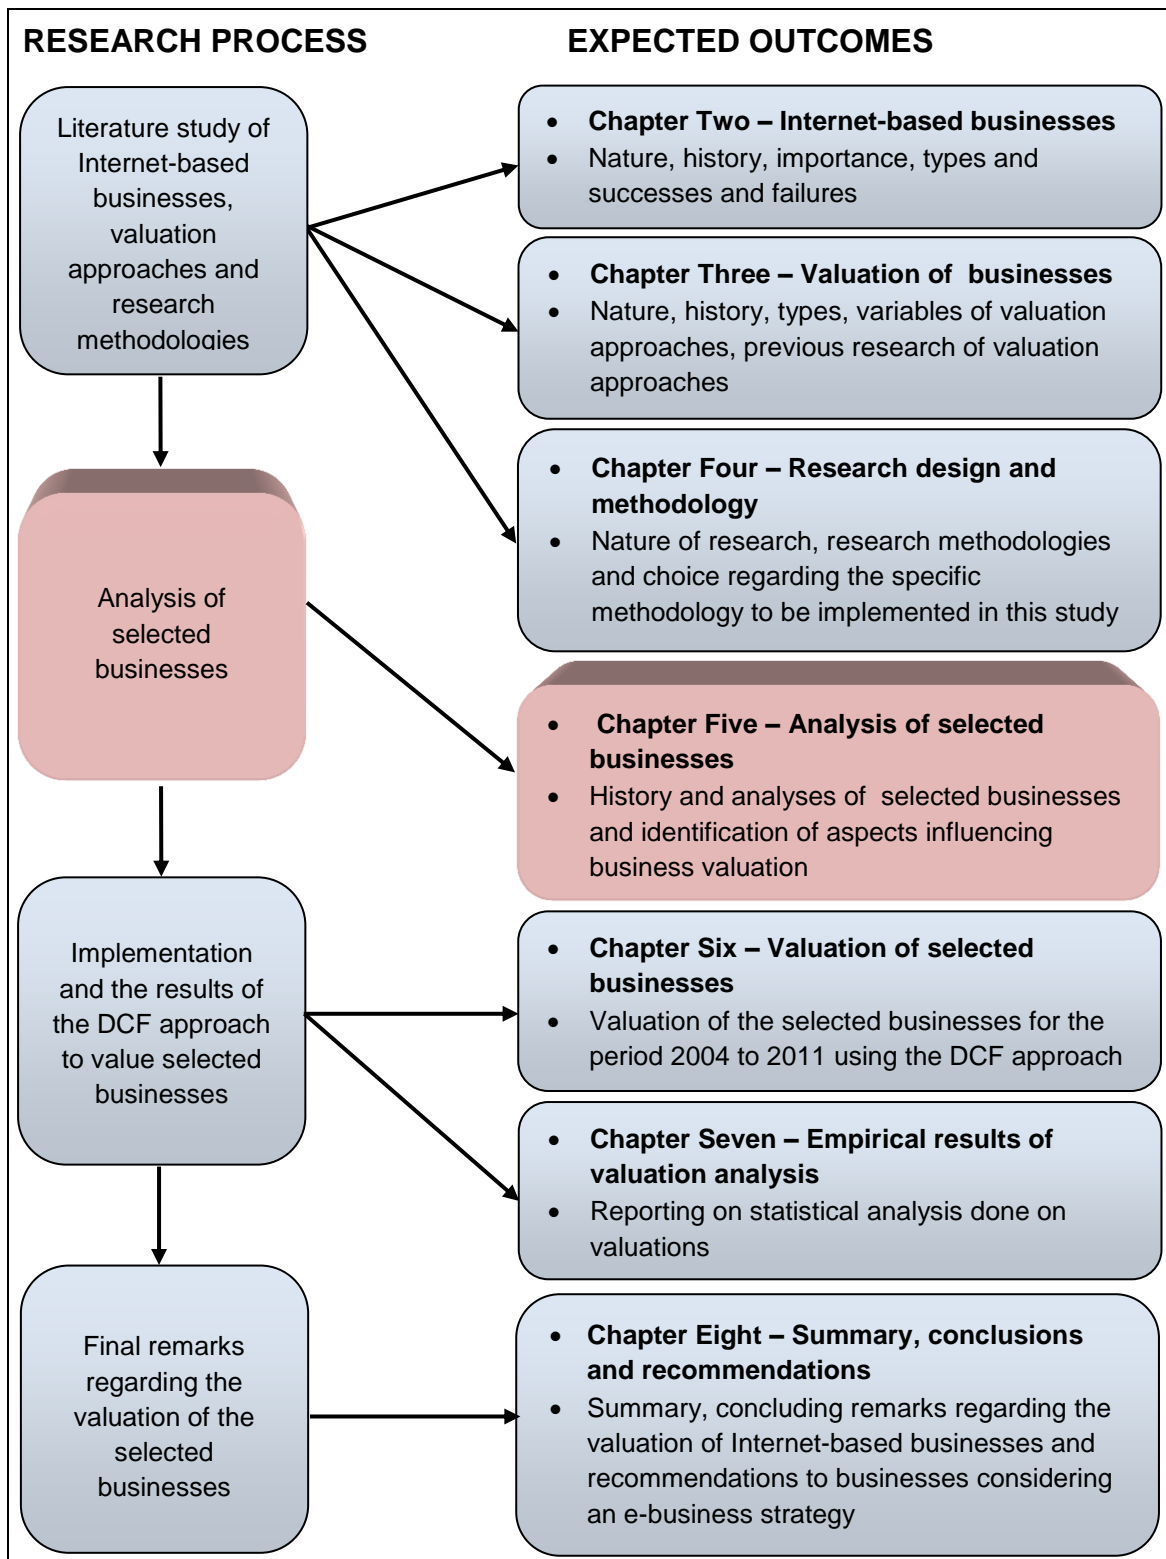 RESEARCH PROCESS
EXPECTED OUTCOMES
Literature study of
Internet-based
businesses,
valuation
approaches and
research
methodologies
• Chapter Two – Internet-based businesses
• Nature, history, importance, types and
successes and failures
• Chapter Three – Valuation of businesses
• Nature, history, types, variables of valuation
approaches, previous research of valuation
approaches
• Chapter Four – Research design and
methodology
• Nature of research, research methodologies
and choice regarding the specific
methodology to be implemented in this study
Analysis of
selected
businesses
• Chapter Five – Analysis of selected
businesses
• History and analyses of selected businesses
and identification of aspects influencing
business valuation
Implementation
and the results of
the DCF approach
to value selected
businesses
• Chapter Six – Valuation of selected
businesses
• Valuation of the selected businesses for the
period 2004 to 2011 using the DCF approach
• Chapter Seven – Empirical results of
valuation analysis
• Reporting on statistical analysis done on
valuations
Final remarks
regarding the
valuation of the
selected
businesses
• Chapter Eight – Summary, conclusions
and recommendations
• Summary, concluding remarks regarding the
valuation of Internet-based businesses and
recommendations to businesses considering
an e-business strategy